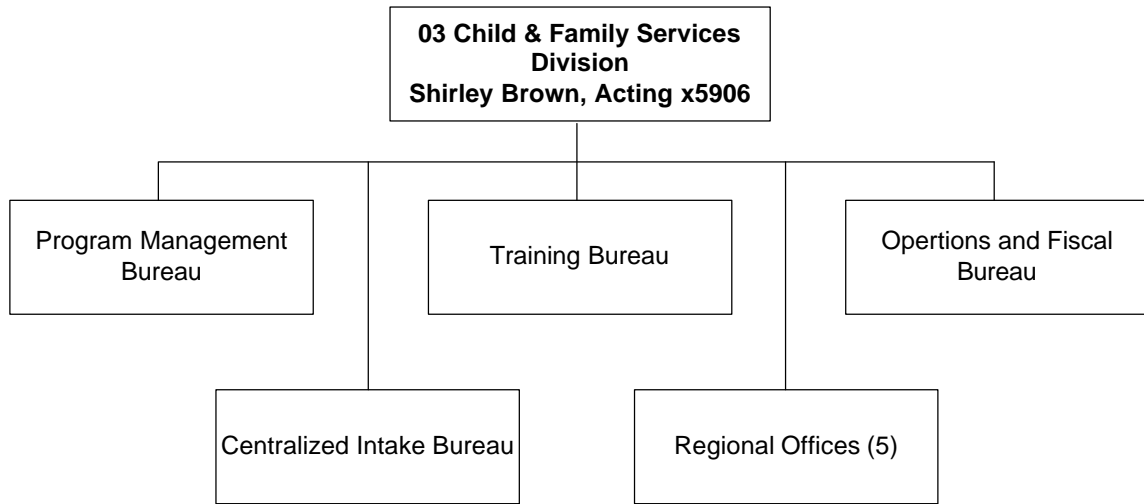 03 Child & Family Services
Division
Shirley Brown, Acting x5906
Program Management
Bureau
Training Bureau
Opertions and Fiscal
Bureau
Centralized Intake Bureau
Regional Offices (5)